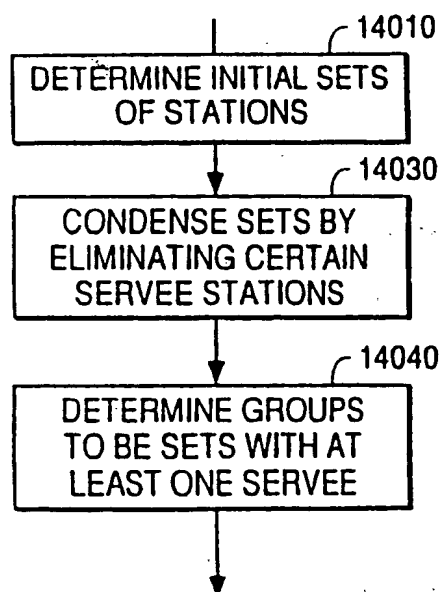 14010
DETERMINE INITIAL SETS
OF STATIONS
14030
CONDENSE SETS BY
ELIMINATING CERTAIN
SERVEE STATIONS
14040
DETERMINE GROUPS
TO BE SETS WITH AT
LEAST ONE SERVEE